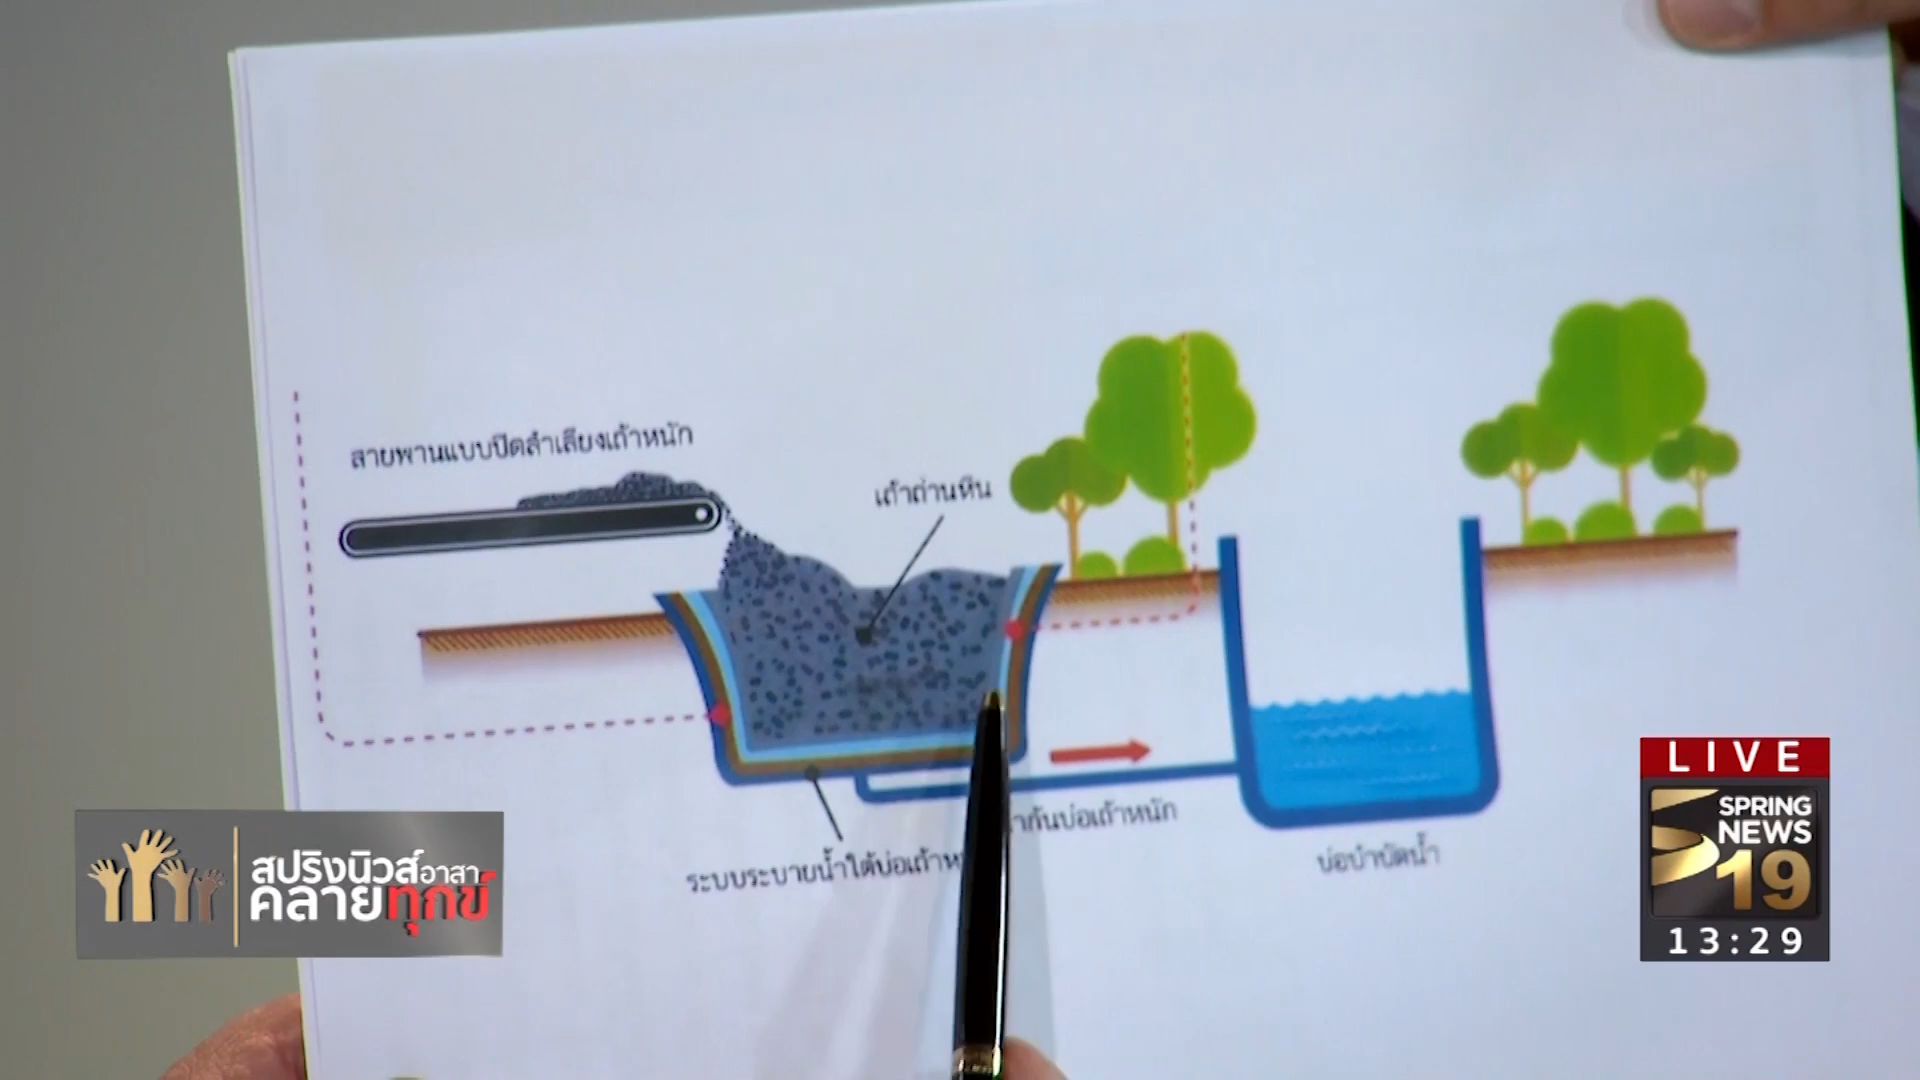 สายพานแบบปิดลำเลียงเถ้าหนัก
เถ้าถ่านหิน
กันบ่อเถ้าหนัก
ระบบระบายน้ำใต้บ่อเถ้า
บ่อบำบัดน้ำ
สปริงนิวส์อาสา
คลายทุกข์
LIVE
SPRING
NEWS
19
13:29